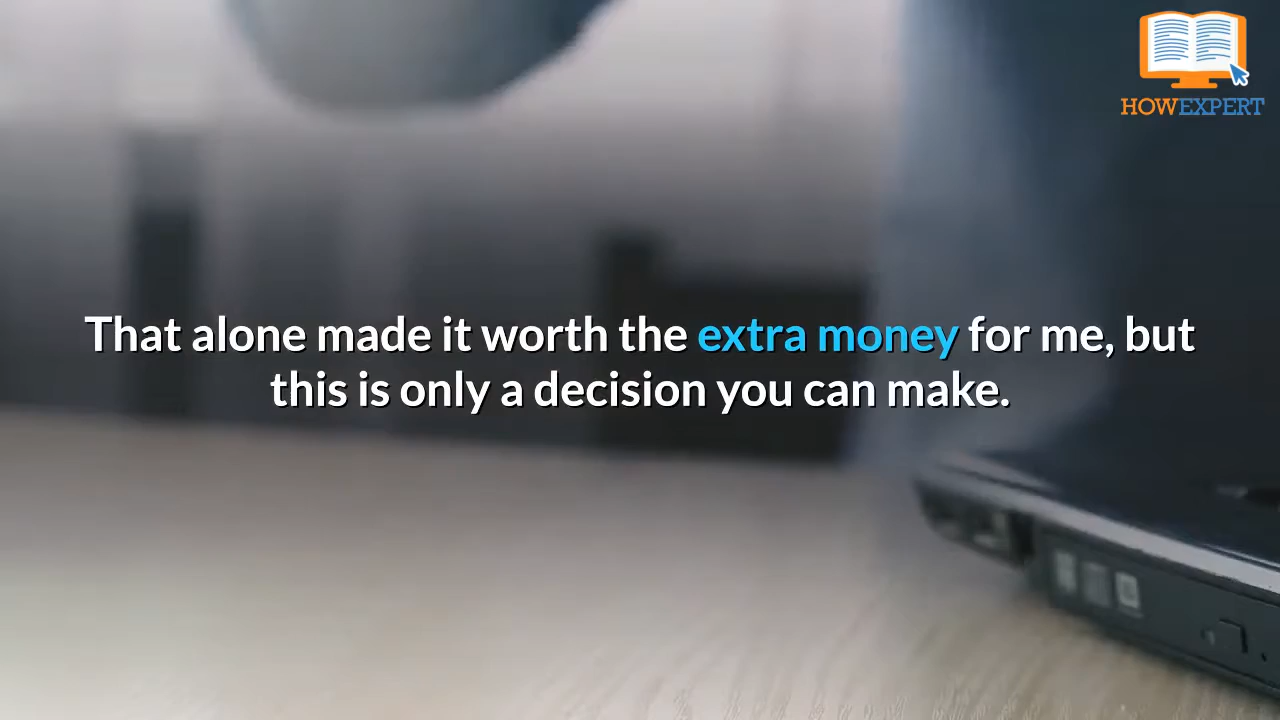 HOWEXPERT
That alone made it worth the extra money for me, but
this is only a decision you can make.